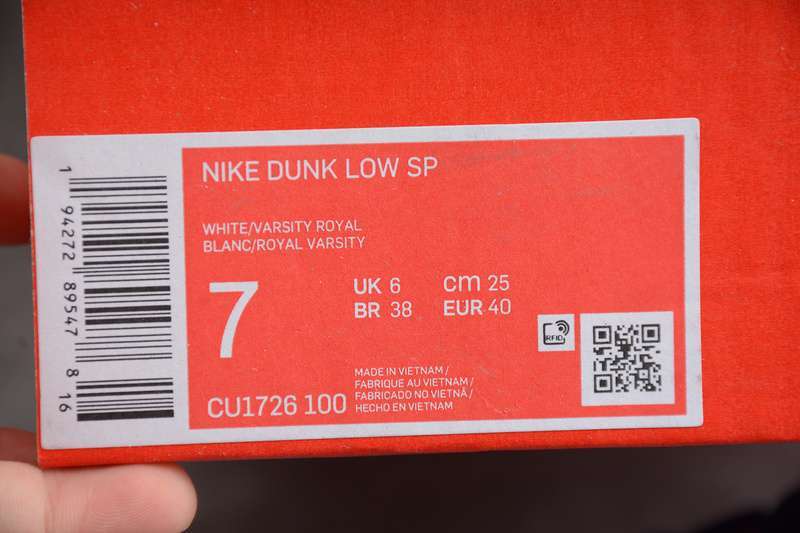 NIKE DUNK LOW SP
WHITE/VARSITY ROYAL
BLANC/ROYAL VARSITY
7
UK 6
cm 25
BR 38
EUR 40
RFID
CU1726 100
MADE IN VIETNAM /
FABRIQUE AU VIETNAM /
FABRICADO NO VIETNÃ /
HECHO EN VIETNAM
1 94272 89547 8 16